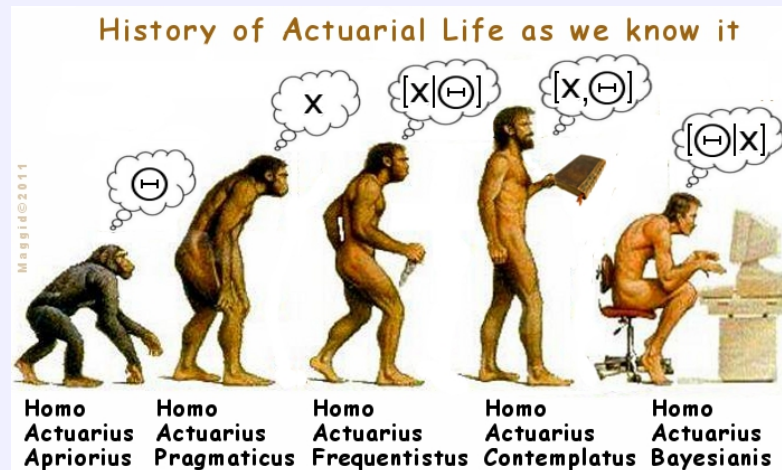 History of Actuarial Life as we know it
Θ
x
[x|Θ]
[x,Θ]
[Θ|x]
Maggid©2011
Homo
Actuarius
Apriorius
Homo
Actuarius
Pragmaticus
Homo
Actuarius
Frequentistus
Homo
Actuarius
Contemplatus
Homo
Actuarius
Bayesianis